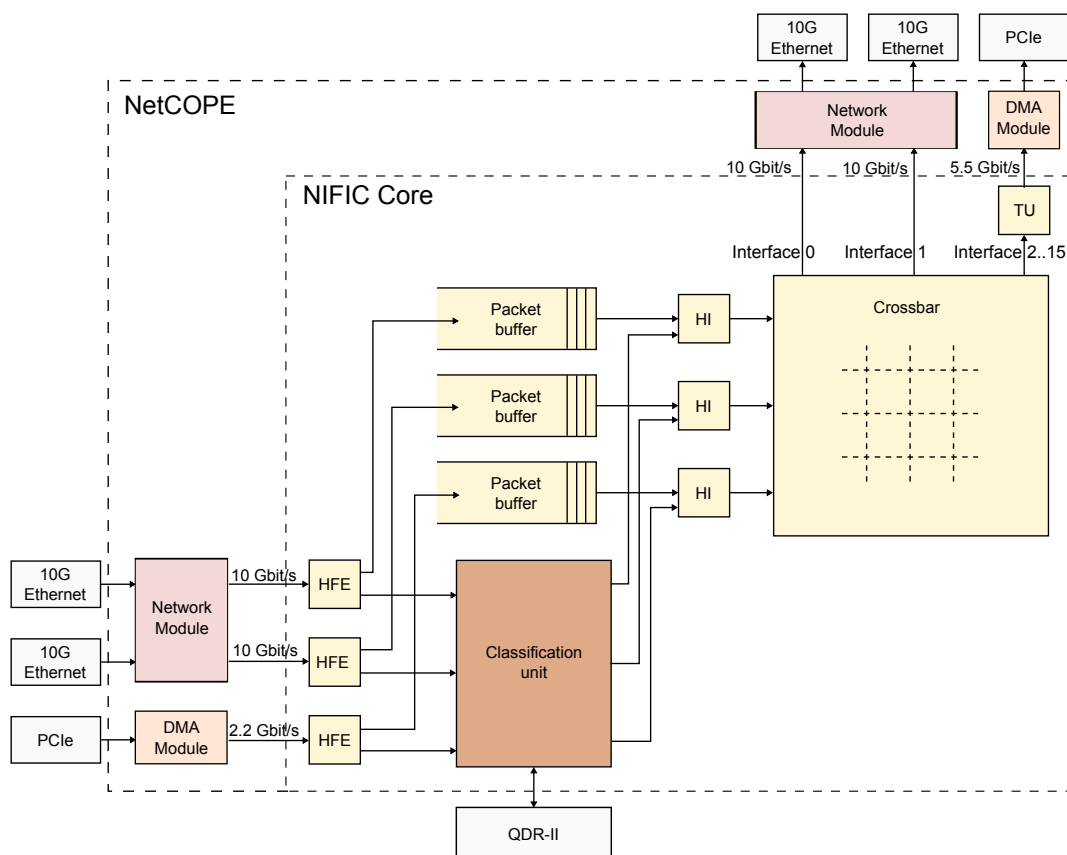 10G
Ethernet
10G
Ethernet
PCIe
NetCOPE
Network
Module
DMA
Module
10 Gbit/s
10 Gbit/s
5.5 Gbit/s
NIFIC Core
TU
Interface 0
Interface 1
Interface 2..15
Packet
buffer
HI
Crossbar
Packet
buffer
HI
Packet
buffer
HI
10G
Ethernet
Network
Module
10 Gbit/s
HFE
10G
Ethernet
10 Gbit/s
HFE
Classification
unit
PCIe
DMA
Module
2.2 Gbit/s
HFE
QDR-II